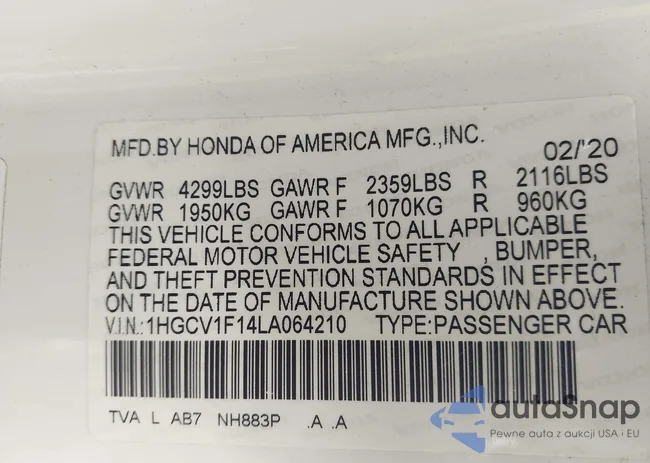 MFD.BY HONDA OF AMERICA MFG.,INC. 02/'20
GVWR 4299LBS GAWR F 2359LBS R 2116LBS
GVWR 1950KG GAWR F 1070KG R 960KG
THIS VEHICLE CONFORMS TO ALL APPLICABLE
FEDERAL MOTOR VEHICLE SAFETY , BUMPER,
AND THEFT PREVENTION STANDARDS IN EFFECT
ON THE DATE OF MANUFACTURE SHOWN ABOVE.
V.I.N.:1HGCV1F14LA064210 TYPE:PASSENGER CAR
TVA L AB7 NH883P .A .A
autaSnap
Pewne auta z aukcji USA i EU